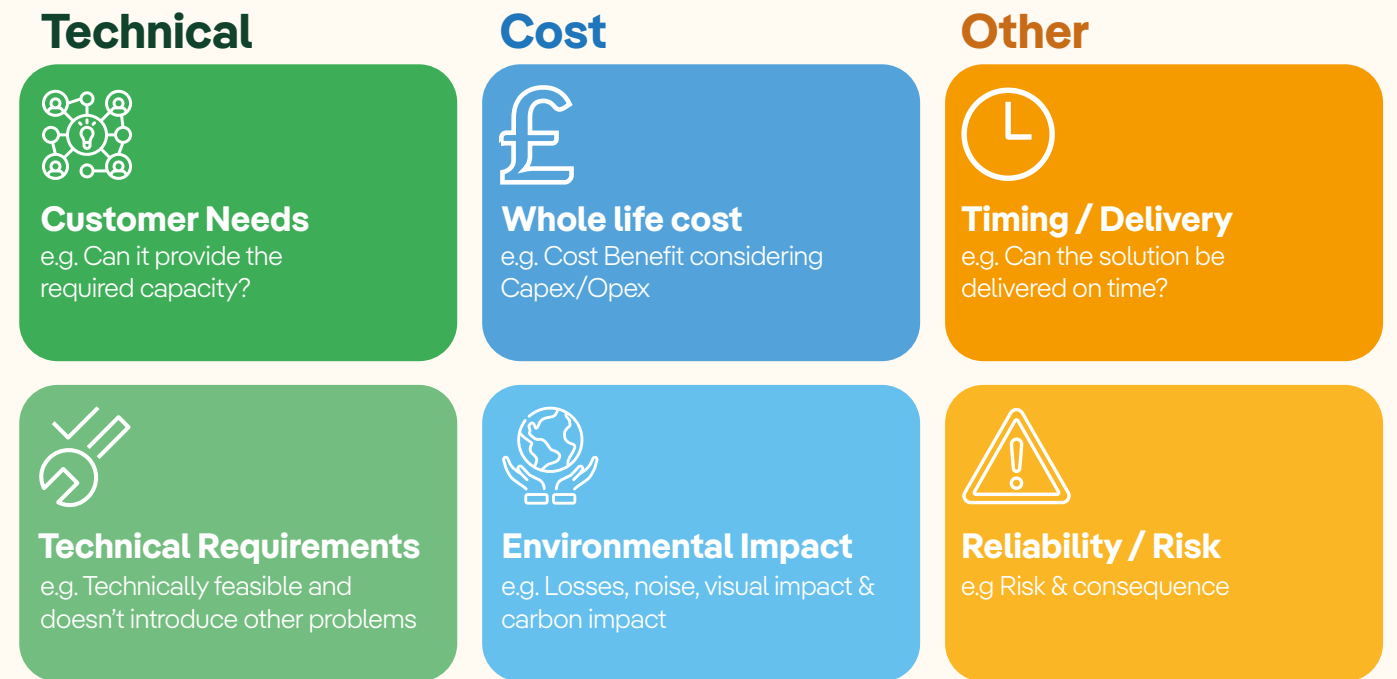 Technical
Customer Needs
e.g. Can it provide the
required capacity?
Technical Requirements
e.g. Technically feasible and
doesn’t introduce other problems
Cost
£
Whole life cost
e.g. Cost Benefit considering
Capex/Opex
Environmental Impact
e.g. Losses, noise, visual impact &
carbon impact
Other
Timing / Delivery
e.g. Can the solution be
delivered on time?
Reliability / Risk
e.g Risk & consequence